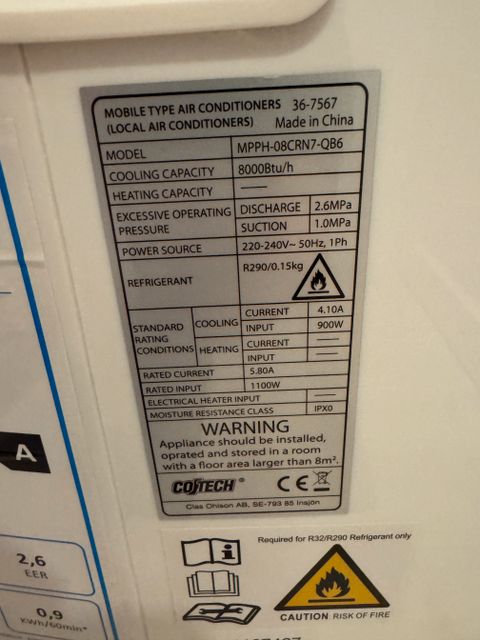 MOBILE TYPE AIR CONDITIONERS 36-7567
(LOCAL AIR CONDITIONERS) Made in China
MODEL MPPH-08CRN7-QB6
COOLING CAPACITY 8000Btu/h
HEATING CAPACITY ——
EXCESSIVE OPERATING PRESSURE DISCHARGE 2.6MPa
SUCTION 1.0MPa
POWER SOURCE 220-240V~ 50Hz, 1Ph
REFRIGERANT R290/0.15kg
STANDARD RATING CONDITIONS COOLING CURRENT 4.10A
INPUT 900W
HEATING CURRENT ——
INPUT ——
RATED CURRENT 5.80A
RATED INPUT 1100W
ELECTRICAL HEATER INPUT ——
MOISTURE RESISTANCE CLASS IPX0
WARNING
Appliance should be installed,
oprated and stored in a room
with a floor area larger than 8m².
COTECH® CE
Clas Ohlson AB, SE-793 85 Insjön
A
2,6
EER
0,9
kWh/60min*
Required for R32/R290 Refrigerant only
CAUTION: RISK OF FIRE